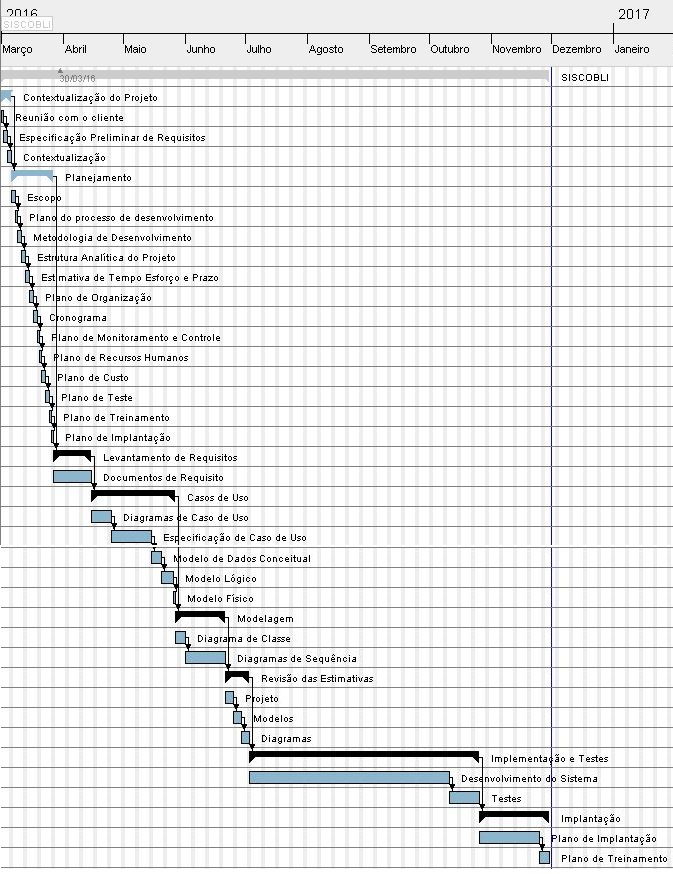 2016
2017
SISCOBLI
Março
Abril
Maio
Junho
Julho
Agosto
Setembro
Outubro
Novembro
Dezembro
Janeiro
30/03/16
SISCOBLI
Contextualização do Projeto
Reunião com o cliente
Especificação Preliminar de Requisitos
Contextualização
Planejamento
Escopo
Plano do processo de desenvolvimento
Metodologia de Desenvolvimento
Estrutura Analítica do Projeto
Estimativa de Tempo Esforço e Prazo
Plano de Organização
Cronograma
Plano de Monitoramento e Controle
Plano de Recursos Humanos
Plano de Custo
Plano de Teste
Plano de Treinamento
Plano de Implantação
Levantamento de Requisitos
Documentos de Requisito
Casos de Uso
Diagramas de Caso de Uso
Especificação de Caso de Uso
Modelo de Dados Conceitual
Modelo Lógico
Modelo Físico
Modelagem
Diagrama de Classe
Diagramas de Sequência
Revisão das Estimativas
Projeto
Modelos
Diagramas
Implementação e Testes
Desenvolvimento do Sistema
Testes
Implantação
Plano de Implantação
Plano de Treinamento